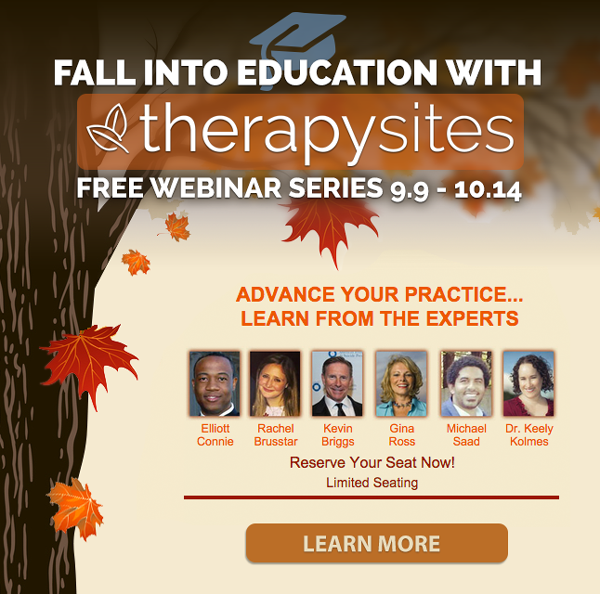 FALL INTO EDUCATION WITH
therapysites
FREE WEBINAR SERIES 9.9 - 10.14
ADVANCE YOUR PRACTICE...
LEARN FROM THE EXPERTS
Elliott Connie
Rachel Brusstar
Kevin Briggs
Gina Ross
Michael Saad
Dr. Keely Kolmes
Reserve Your Seat Now!
Limited Seating
LEARN MORE